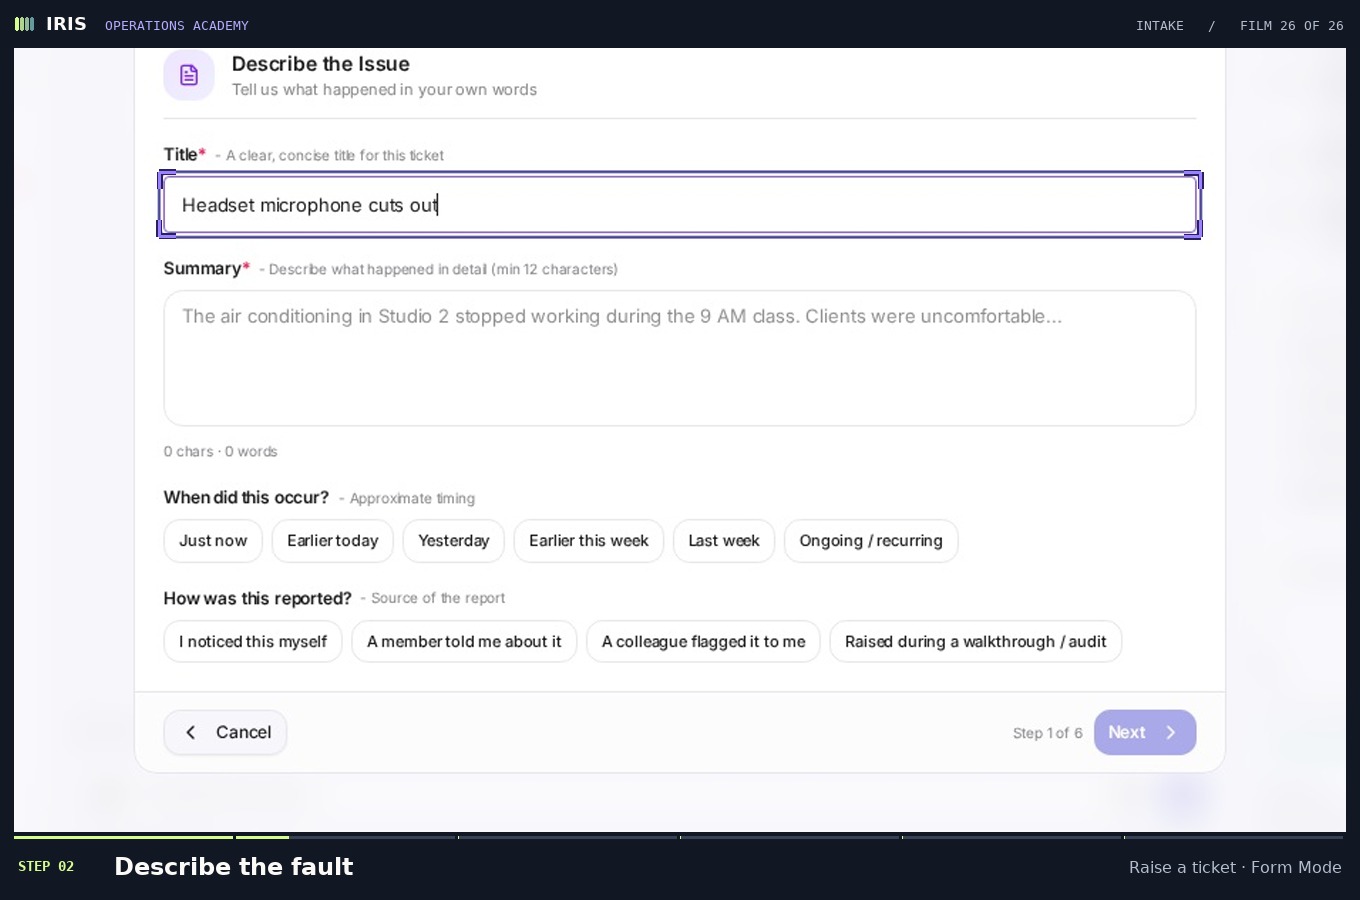 IRIS OPERATIONS ACADEMY INTAKE / FILM 26 OF 26
Describe the Issue
Tell us what happened in your own words
Title* - A clear, concise title for this ticket
Headset microphone cuts out
Summary* - Describe what happened in detail (min 12 characters)
The air conditioning in Studio 2 stopped working during the 9 AM class. Clients were uncomfortable...
0 chars · 0 words
When did this occur? - Approximate timing
Just now Earlier today Yesterday Earlier this week Last week Ongoing / recurring
How was this reported? - Source of the report
I noticed this myself A member told me about it A colleague flagged it to me Raised during a walkthrough / audit
Cancel Step 1 of 6 Next
STEP 02 Describe the fault Raise a ticket · Form Mode